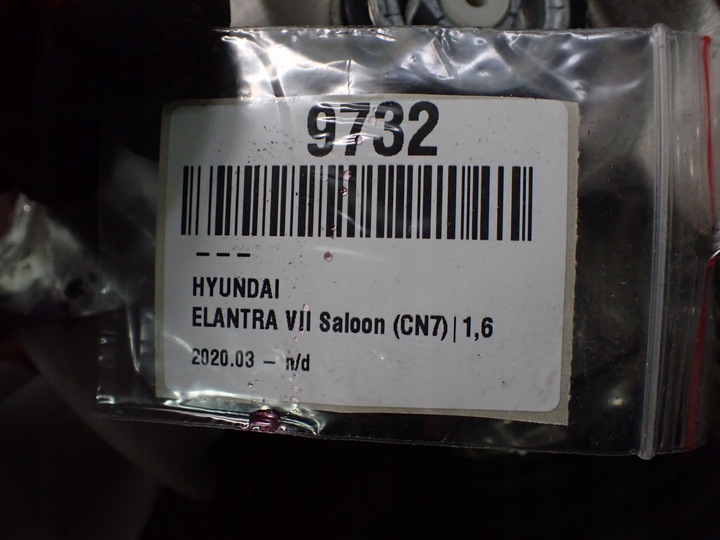 9732
---
HYUNDAI
ELANTRA VII Saloon (CN7)|1,6
2020.03 – n/d